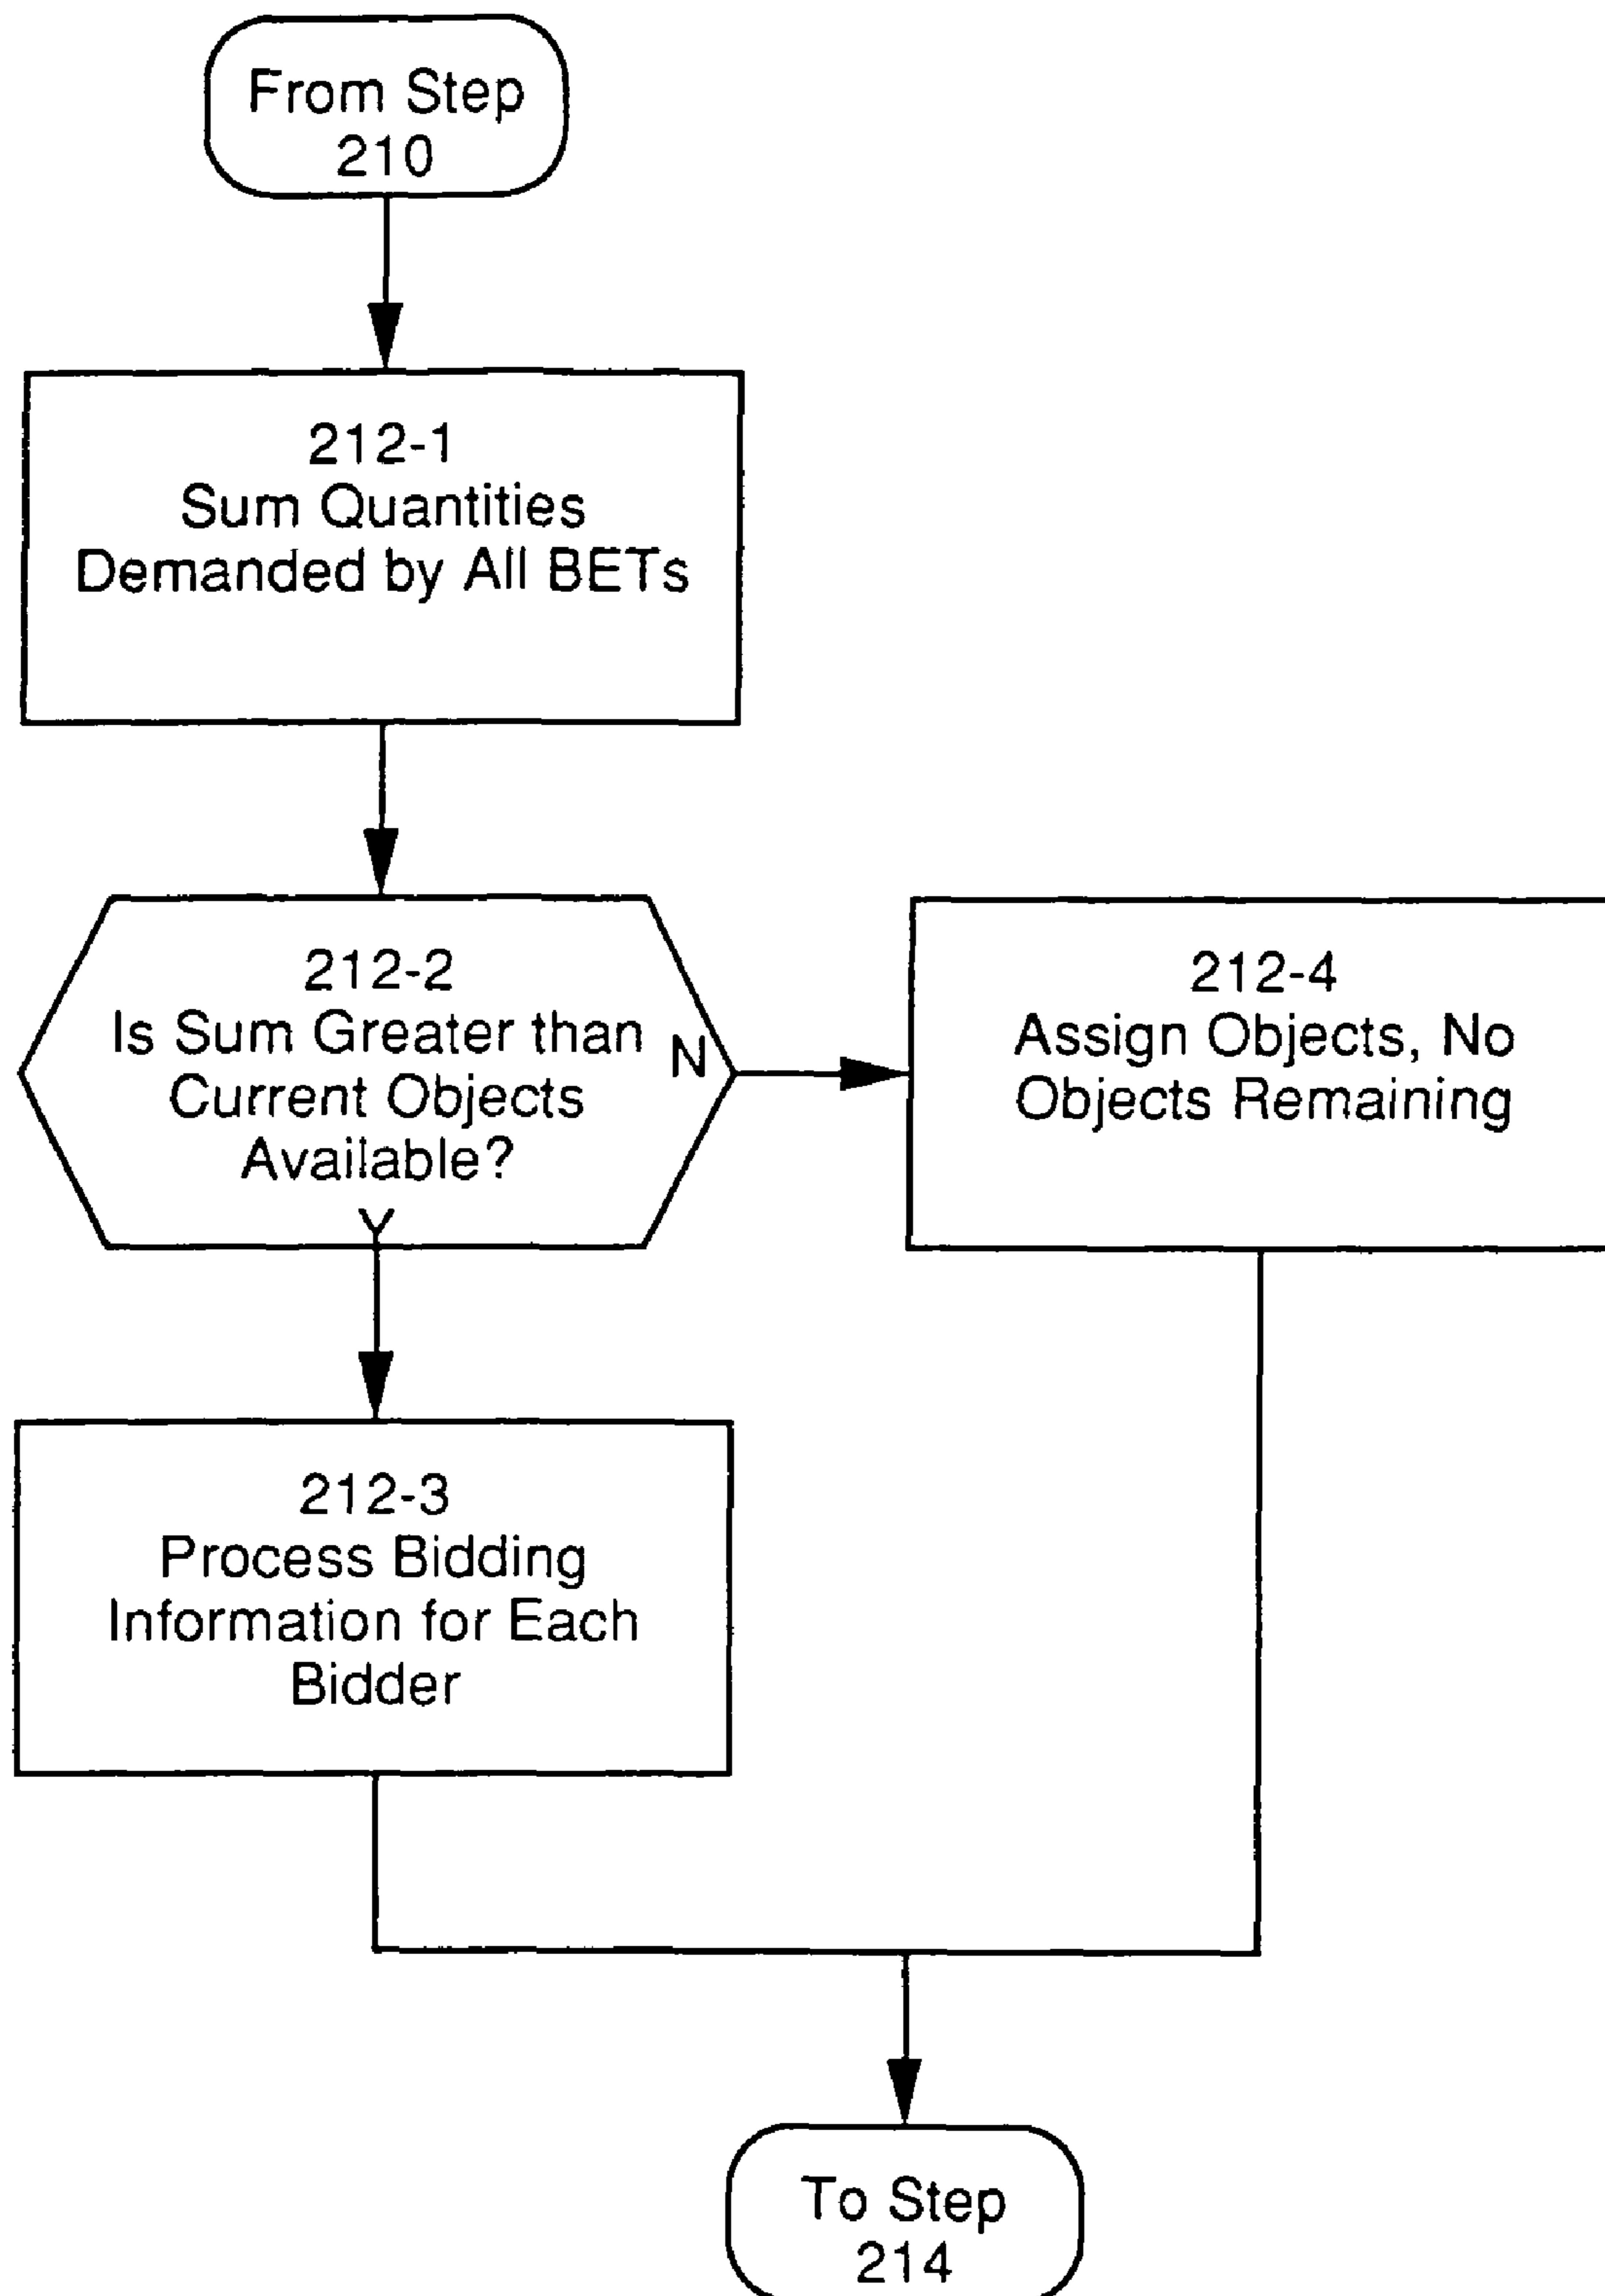 From Step
210
212-1
Sum Quantities
Demanded by All BETs
212-2
Is Sum Greater than
Current Objects
Available?
N
Y
212-4
Assign Objects, No
Objects Remaining
212-3
Process Bidding
Information for Each
Bidder
To Step
214